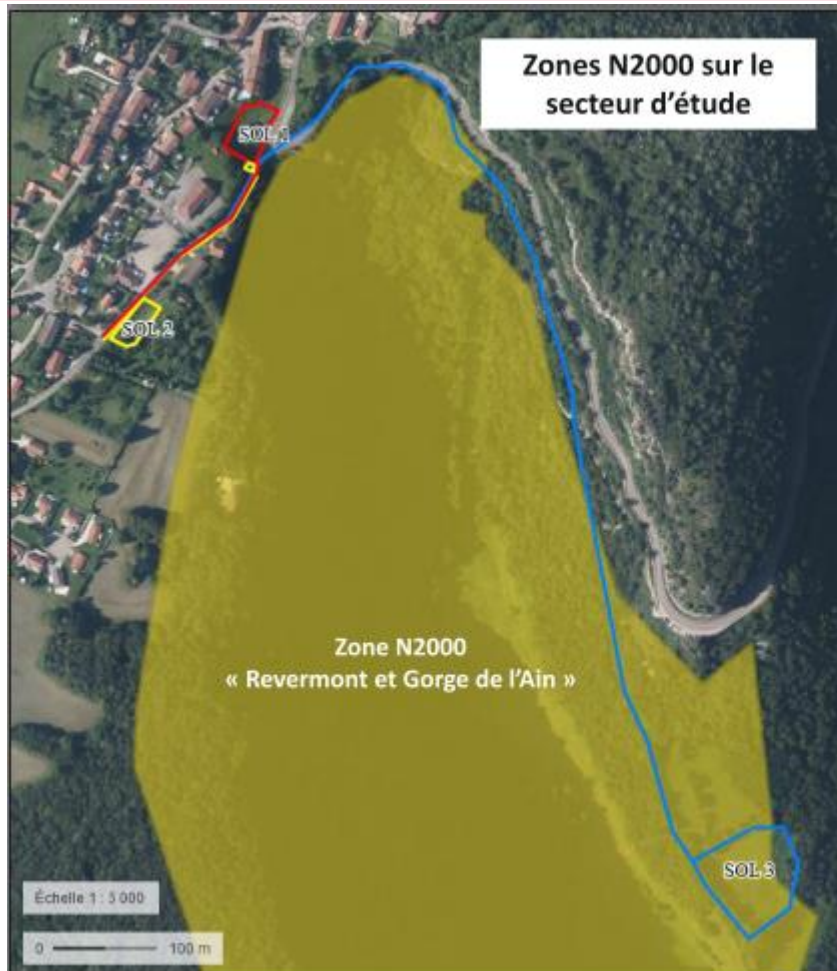 Zones N2000 sur le
secteur d'étude
SOL 1
SOL 2
Zone N2000
« Revermont et Gorge de l'Ain »
SOL 3
Échelle 1 : 5 000
0 100 m